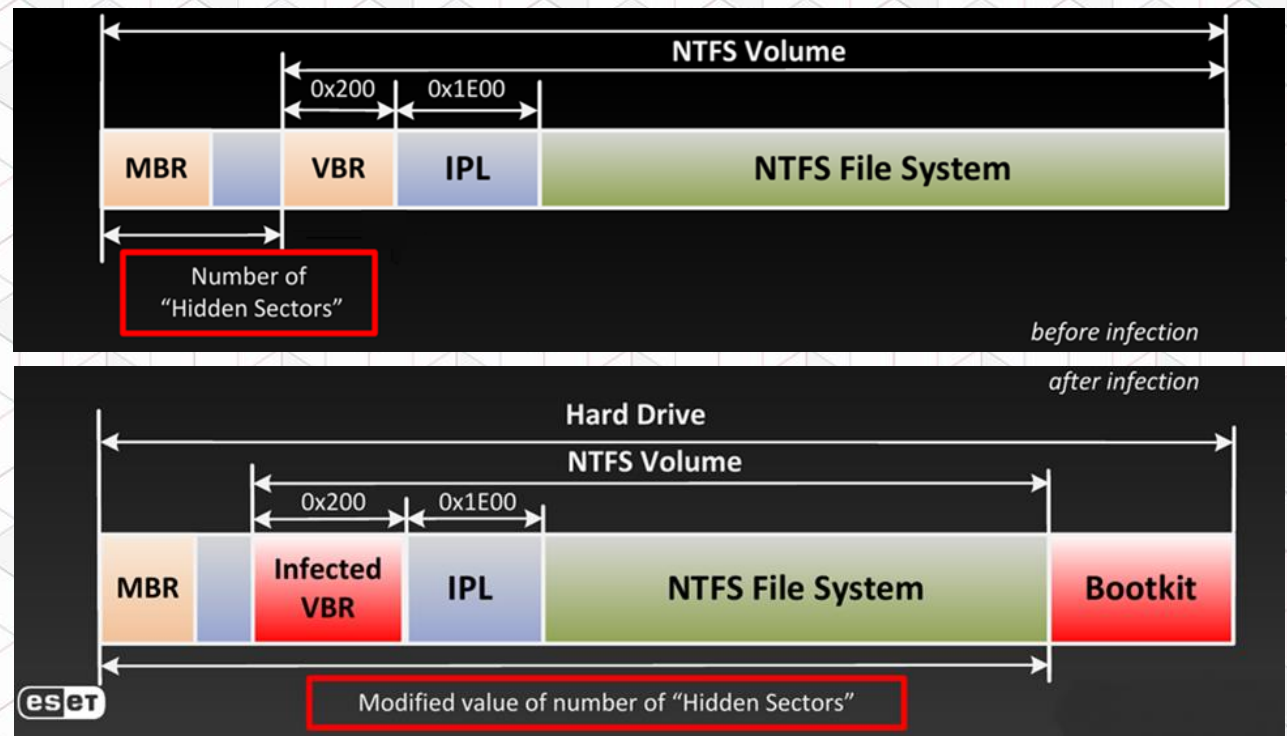 NTFS Volume
0x200 0x1E00
MBR VBR IPL NTFS File System
Number of
“Hidden Sectors”
before infection
after infection
Hard Drive
NTFS Volume
0x200 0x1E00
MBR Infected VBR IPL NTFS File System Bootkit
Modified value of number of “Hidden Sectors”
eset